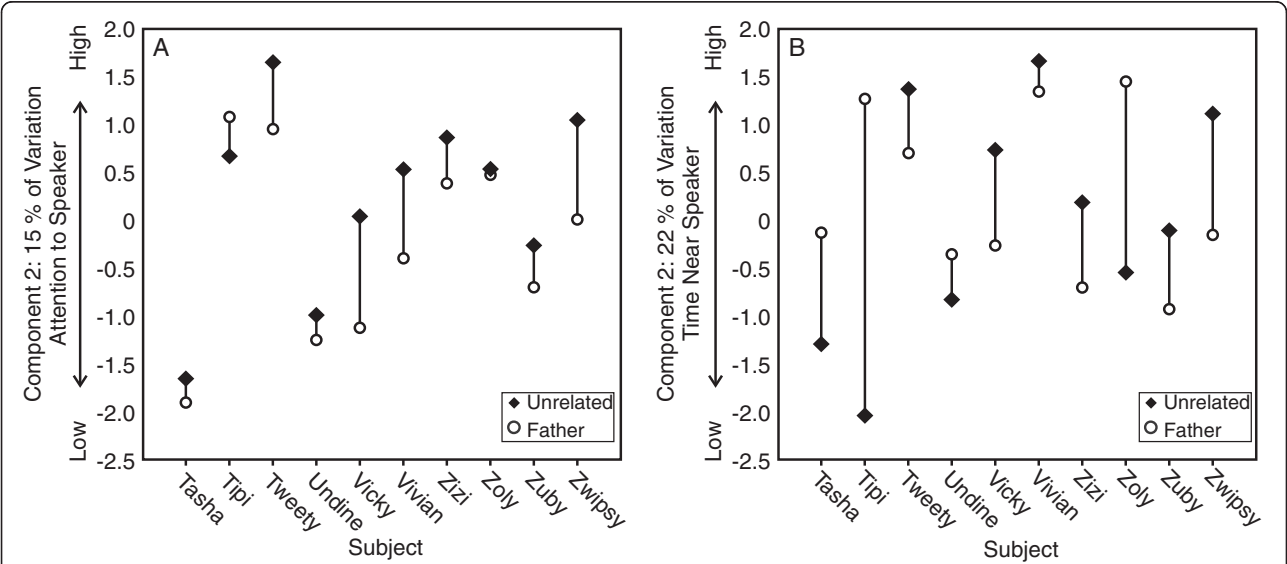 A
High
Low
Component 2: 15 % of Variation
Attention to Speaker
2.0
1.5
1.0
0.5
0
-0.5
-1.0
-1.5
-2.0
-2.5
Unrelated
Father
Tasha
Tipi
Tweety
Undine
Vicky
Vivian
Zizi
Zoly
Zuby
Zwipsy
Subject
B
High
Low
Component 2: 22 % of Variation
Time Near Speaker
2.0
1.5
1.0
0.5
0
-0.5
-1.0
-1.5
-2.0
-2.5
Unrelated
Father
Tasha
Tipi
Tweety
Undine
Vicky
Vivian
Zizi
Zoly
Zuby
Zwipsy
Subject